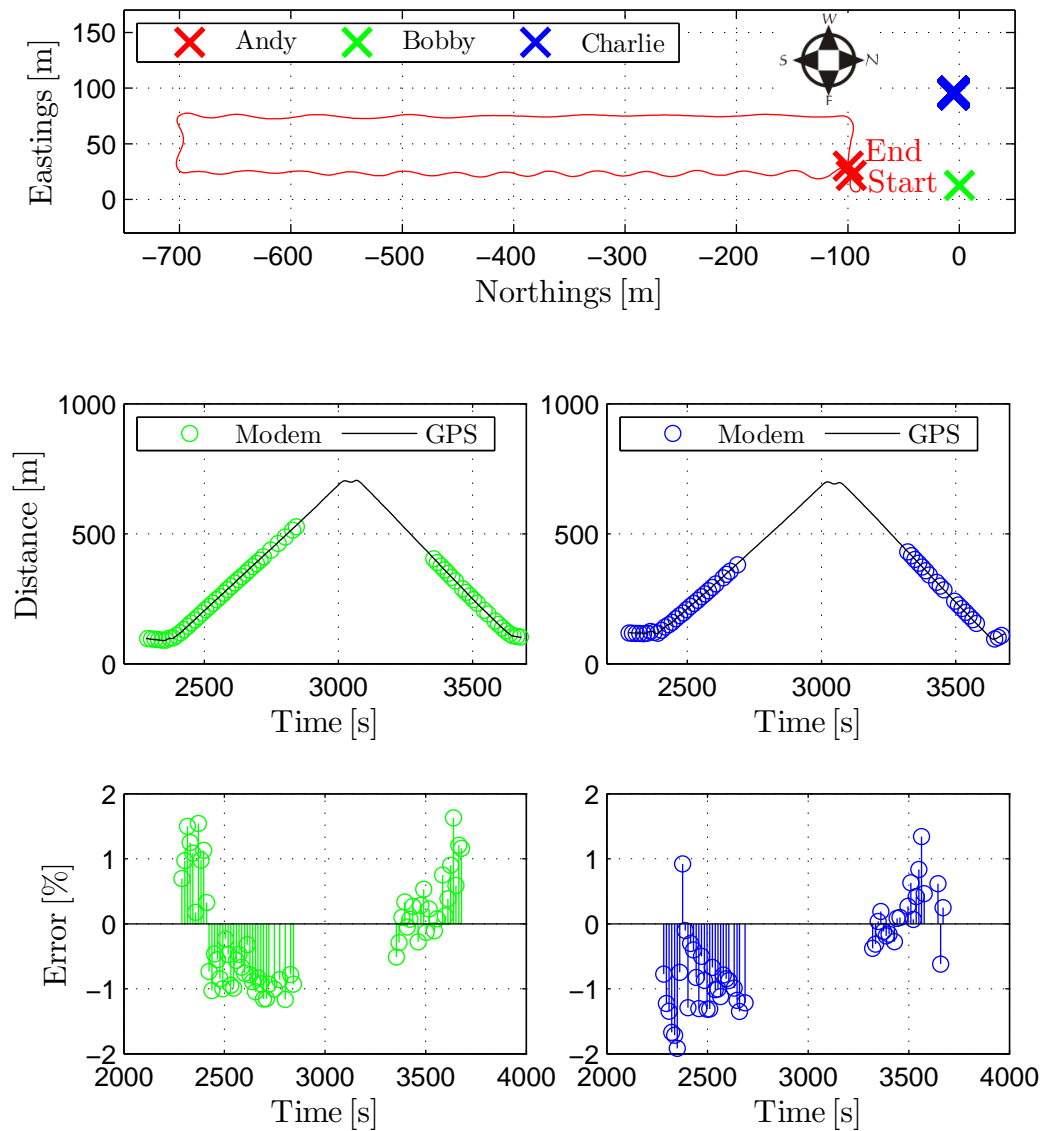 150
100
50
0
Eastings [m]
Andy
Bobby
Charlie
W
S
N
E
End
Start
−700
−600
−500
−400
−300
−200
−100
0
Northings [m]
1000
500
0
Distance [m]
Modem
GPS
2500
3000
3500
Time [s]
1000
500
0
Modem
GPS
2500
3000
3500
Time [s]
2
1
0
−1
−2
Error [%]
2000
2500
3000
3500
4000
Time [s]
2
1
0
−1
−2
2000
2500
3000
3500
4000
Time [s]